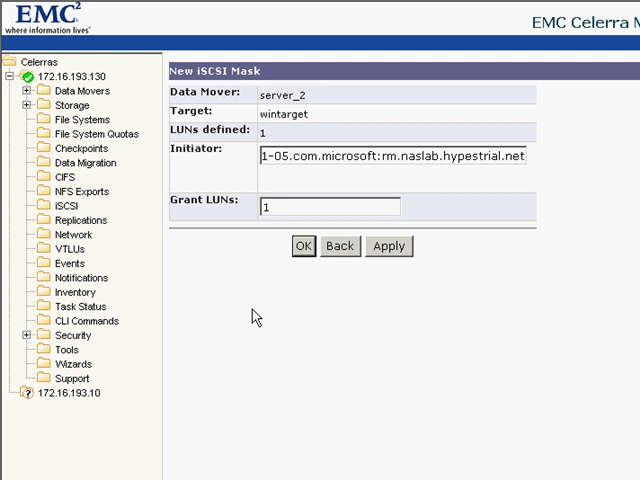 EMC²
where information lives®
EMC Celerra M
Celerras
172.16.193.130
Data Movers
Storage
File Systems
File System Quotas
Checkpoints
Data Migration
CIFS
NFS Exports
iSCSI
Replications
Network
VTLUs
Events
Notifications
Inventory
Task Status
CLI Commands
Security
Tools
Wizards
Support
172.16.193.10
New iSCSI Mask
Data Mover: server_2
Target: wintarget
LUNs defined: 1
Initiator: 1-05.com.microsoft:rm.naslab.hypestrial.net
Grant LUNs: 1
OK Back Apply